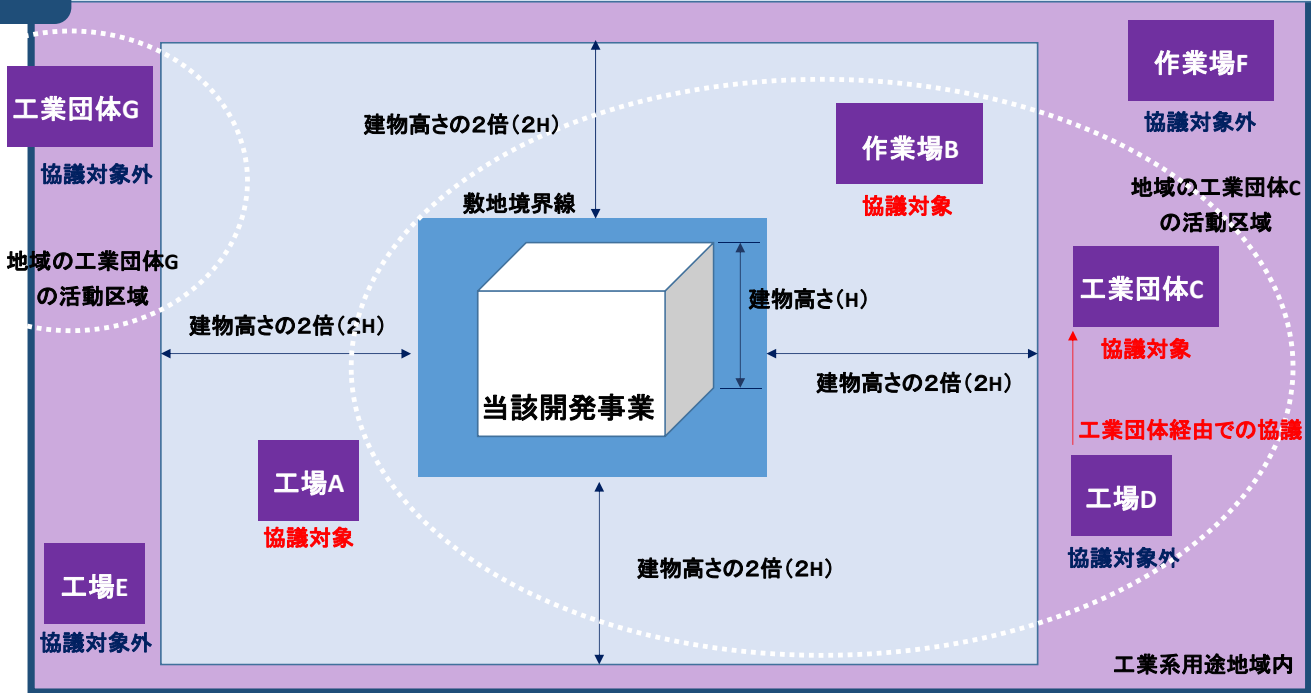 作業場F
協議対象外
工業団体G
協議対象外
建物高さの2倍(2H)
作業場B
協議対象
地域の工業団体C
の活動区域
敷地境界線
地域の工業団体G
の活動区域
工業団体C
協議対象
建物高さ(H)
建物高さの2倍(2H)
建物高さの2倍(2H)
当該開発事業
工業団体経由での協議
工場A
協議対象
工場D
協議対象外
建物高さの2倍(2H)
工場E
協議対象外
工業系用途地域内